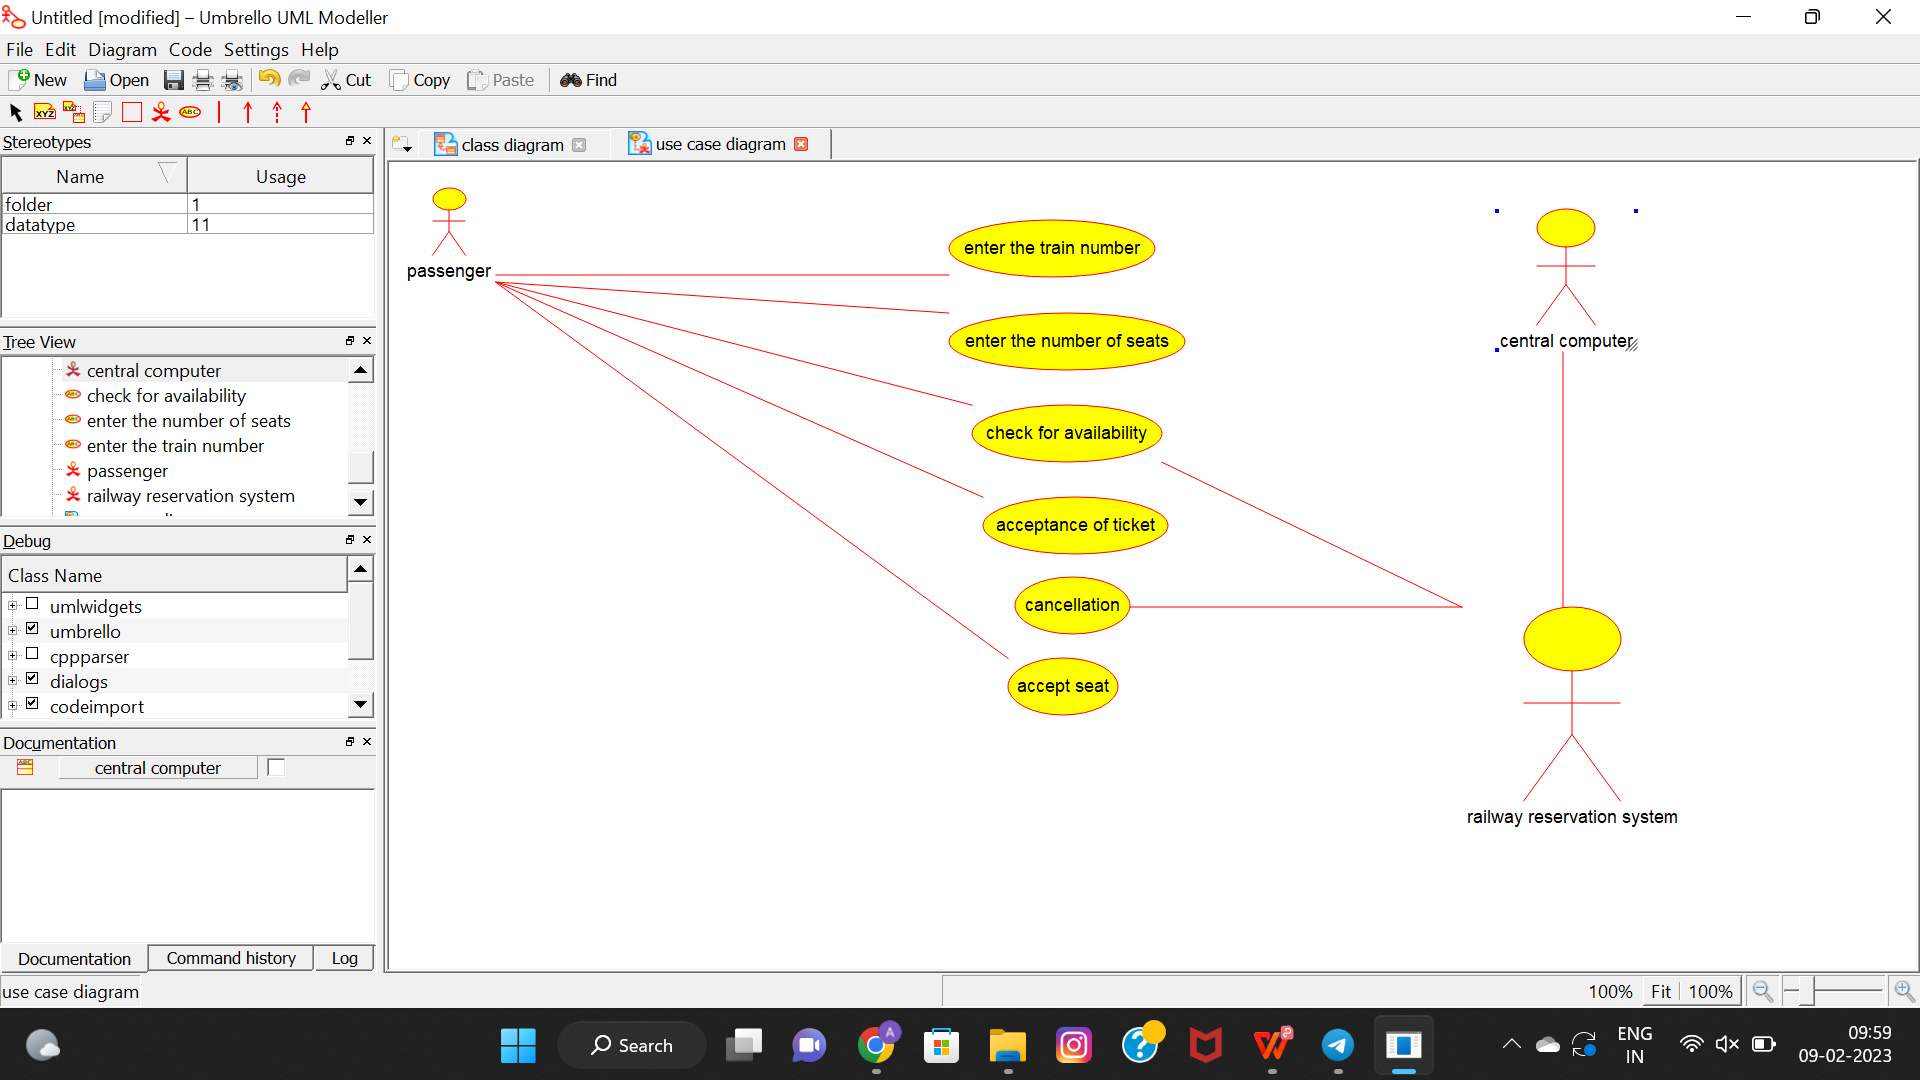 Untitled [modified] – Umbrello UML Modeller
File Edit Diagram Code Settings Help
New Open Cut Copy Paste Find
XYZ XYZ ABC
Stereotypes
Name Usage
folder 1
datatype 11
Tree View
central computer
check for availability
enter the number of seats
enter the train number
passenger
railway reservation system
Debug
Class Name
umlwidgets
umbrello
cppparser
dialogs
codeimport
Documentation
central computer
Documentation Command history Log
class diagram use case diagram
passenger
enter the train number
enter the number of seats
check for availability
acceptance of ticket
cancellation
accept seat
central computer
railway reservation system
use case diagram
100% Fit 100%
Search
A
ENG
IN
09:59
09-02-2023